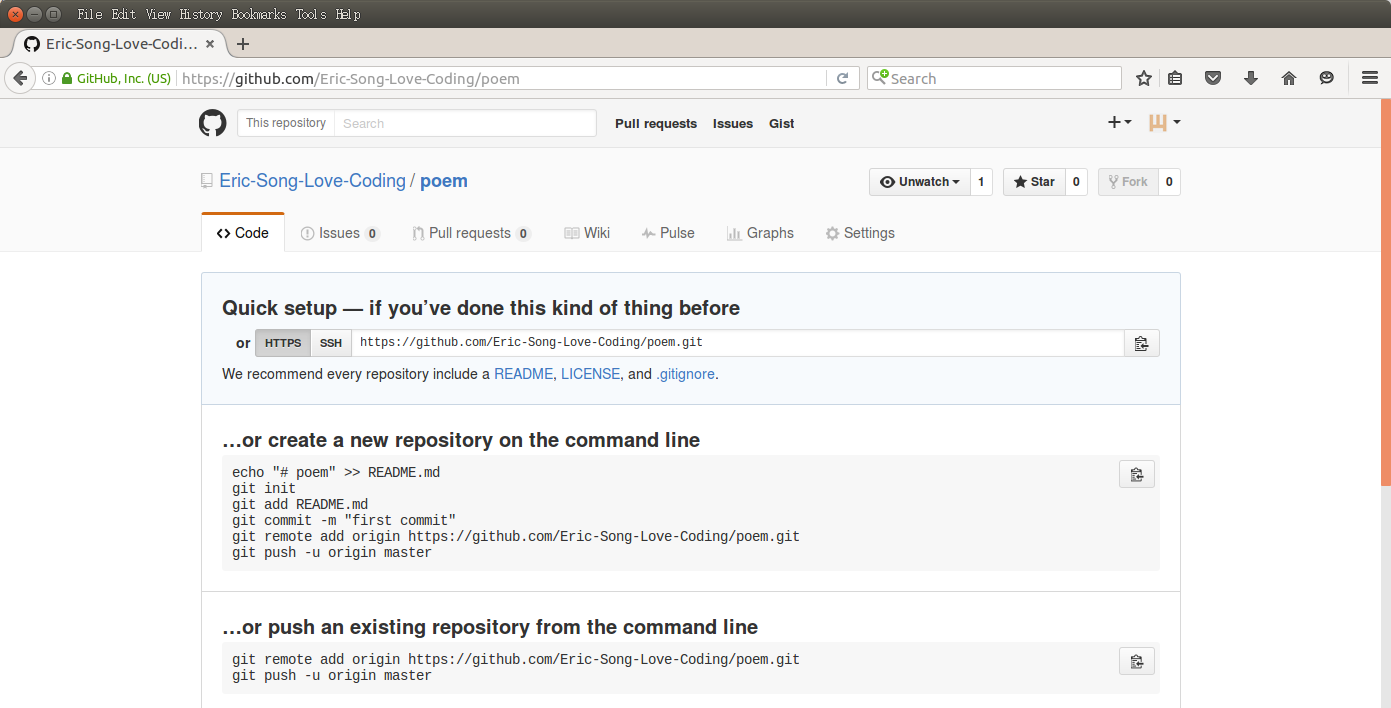 File Edit View History Bookmarks Tools Help
Eric-Song-Love-Codi...
GitHub, Inc. (US) https://github.com/Eric-Song-Love-Coding/poem Search
This repository Search Pull requests Issues Gist
Eric-Song-Love-Coding / poem Unwatch 1 Star 0 Fork 0
Code Issues 0 Pull requests 0 Wiki Pulse Graphs Settings
Quick setup — if you’ve done this kind of thing before
or HTTPS SSH https://github.com/Eric-Song-Love-Coding/poem.git
We recommend every repository include a README, LICENSE, and .gitignore.
…or create a new repository on the command line
echo "# poem" >> README.md
git init
git add README.md
git commit -m "first commit"
git remote add origin https://github.com/Eric-Song-Love-Coding/poem.git
git push -u origin master
…or push an existing repository from the command line
git remote add origin https://github.com/Eric-Song-Love-Coding/poem.git
git push -u origin master